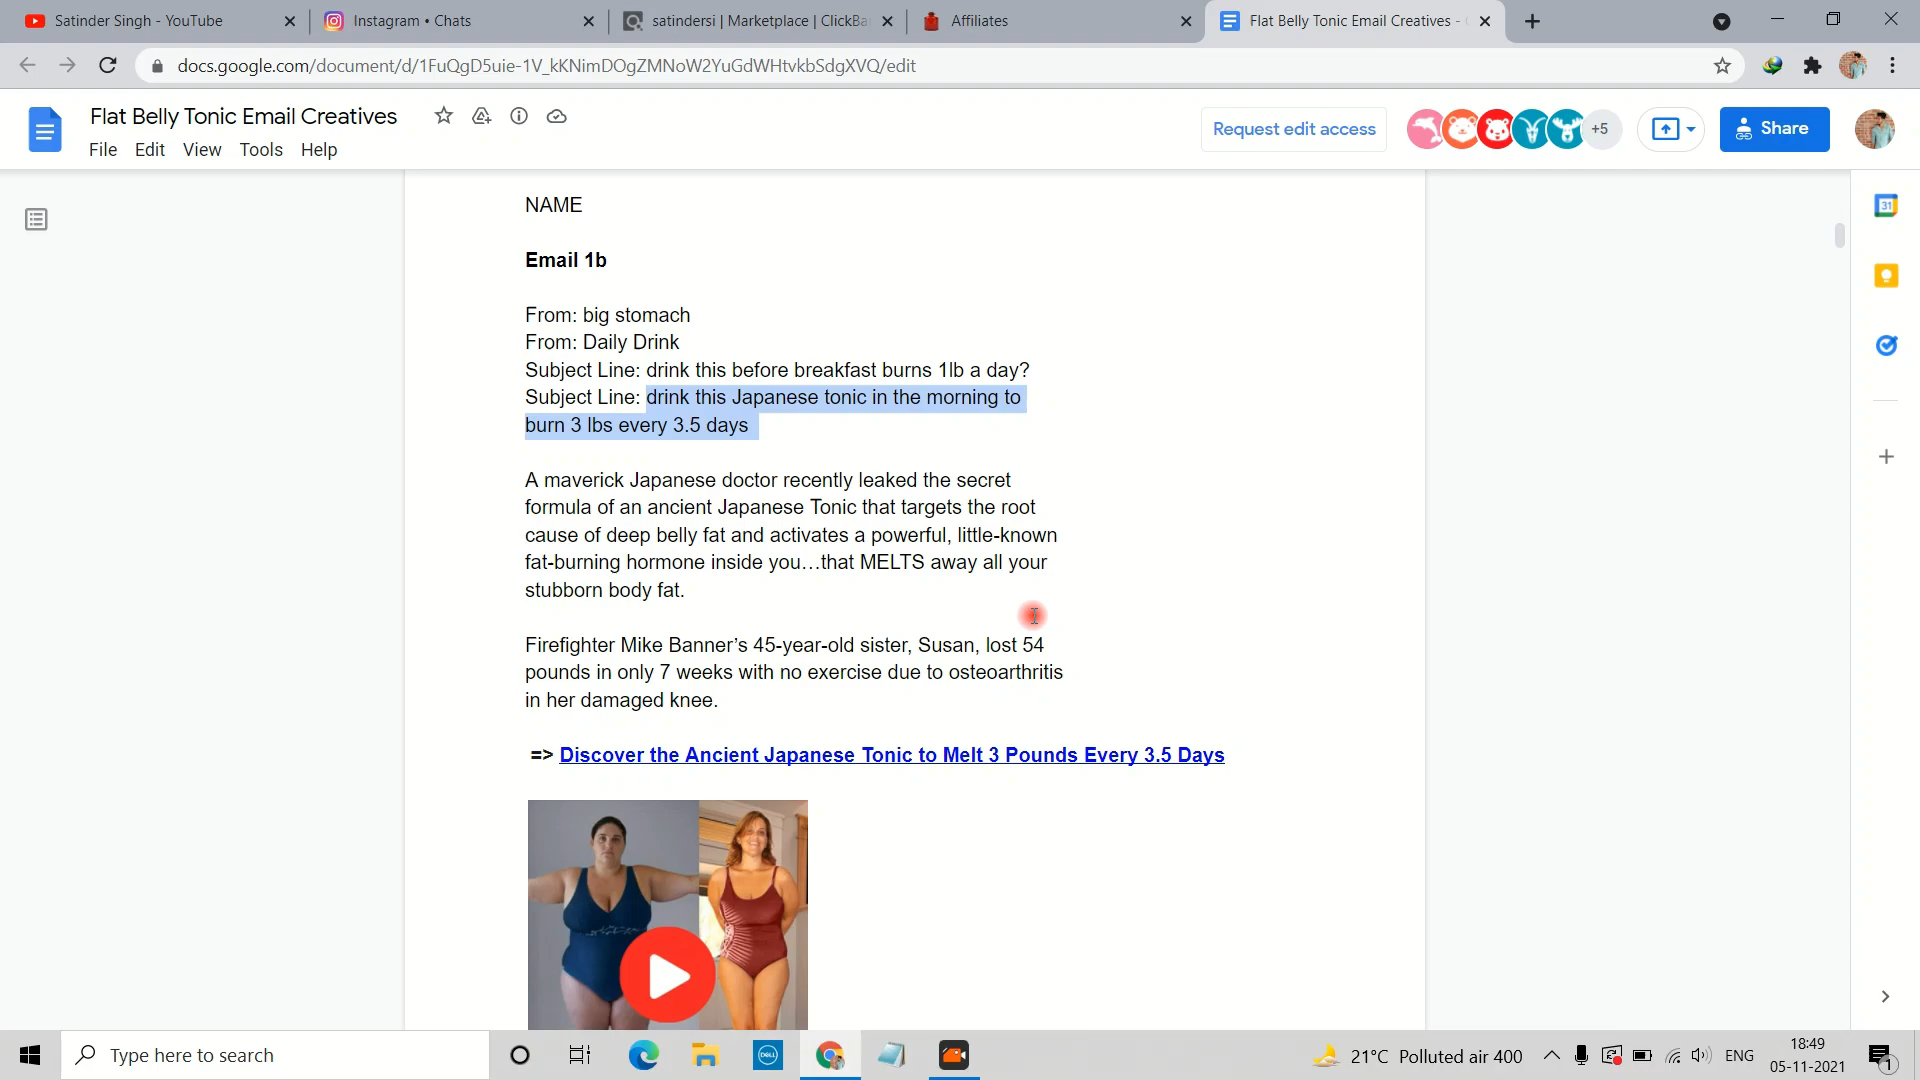 Satinder Singh - YouTube
Instagram • Chats
satindersi | Marketplace | ClickBa
Affiliates
Flat Belly Tonic Email Creatives -
docs.google.com/document/d/1FuQgD5uie-1V_kKNimDOgZMNoW2YuGdWHtvkbSdgXVQ/edit
Flat Belly Tonic Email Creatives
File Edit View Tools Help
Request edit access
+5
Share
31
NAME
Email 1b
From: big stomach
From: Daily Drink
Subject Line: drink this before breakfast burns 1lb a day?
Subject Line: drink this Japanese tonic in the morning to
burn 3 lbs every 3.5 days
A maverick Japanese doctor recently leaked the secret
formula of an ancient Japanese Tonic that targets the root
cause of deep belly fat and activates a powerful, little-known
fat-burning hormone inside you…that MELTS away all your
stubborn body fat.
Firefighter Mike Banner’s 45-year-old sister, Susan, lost 54
pounds in only 7 weeks with no exercise due to osteoarthritis
in her damaged knee.
=> Discover the Ancient Japanese Tonic to Melt 3 Pounds Every 3.5 Days
Type here to search
DELL
21°C Polluted air 400
ENG
18:49
05-11-2021
1